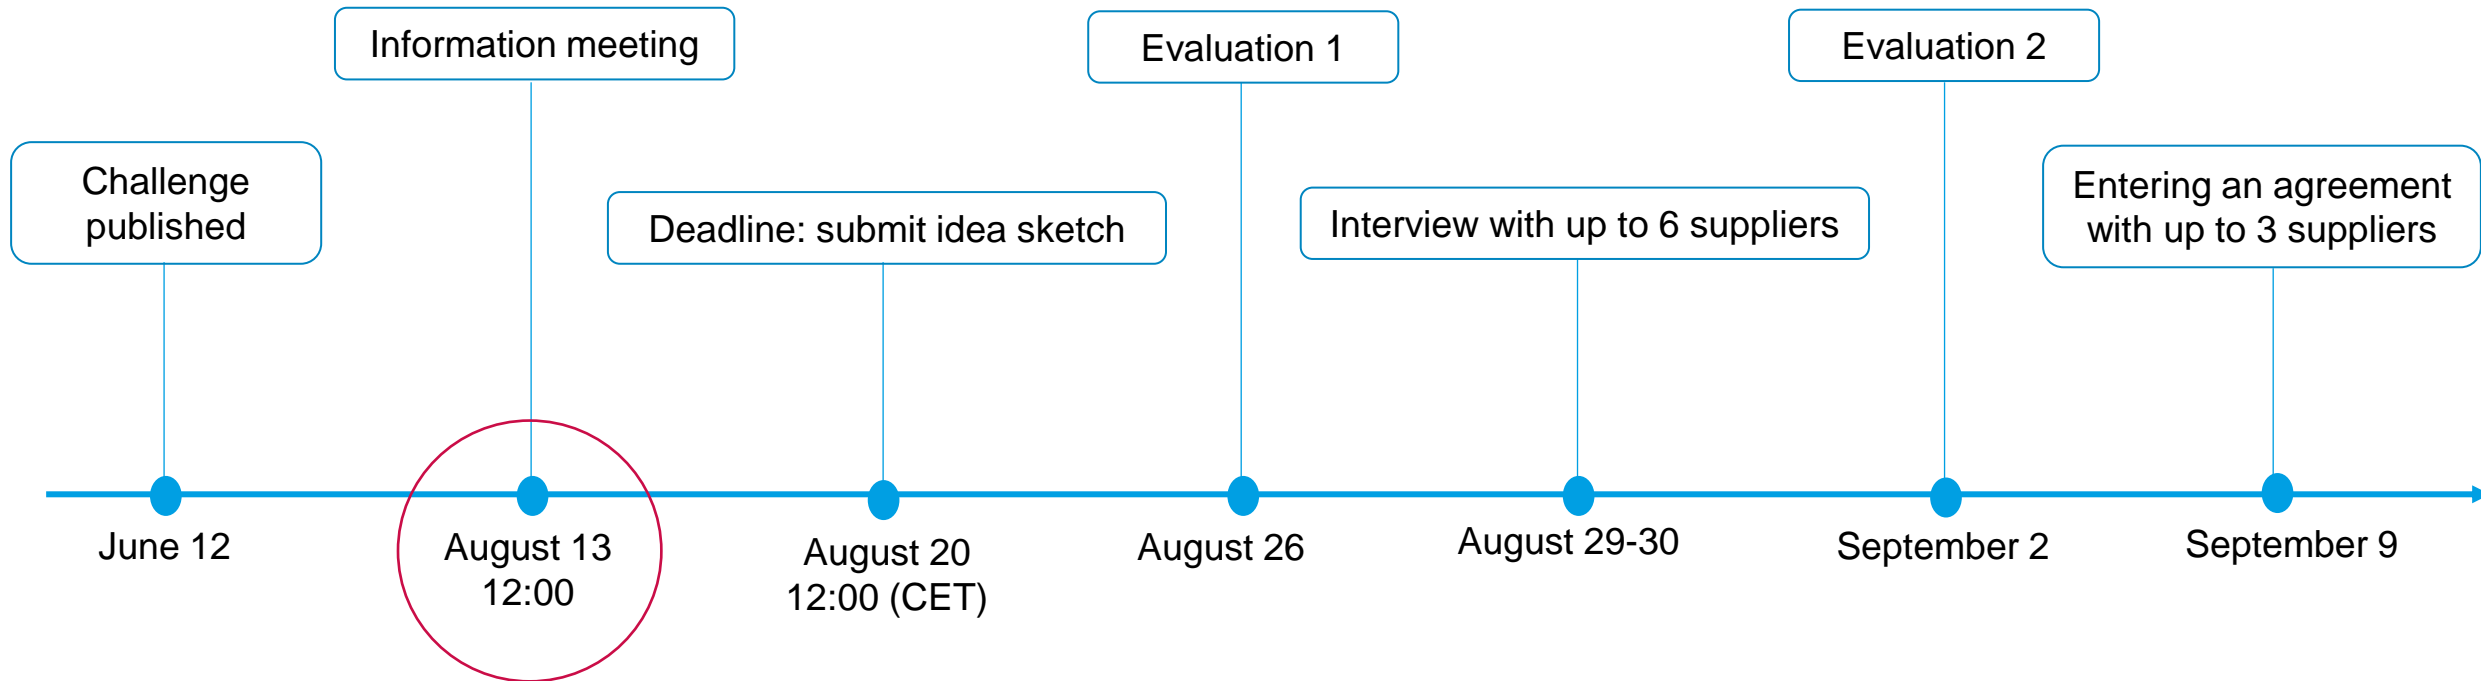 Information meeting
Evaluation 1
Evaluation 2
Challenge
published
Deadline: submit idea sketch
Interview with up to 6 suppliers
Entering an agreement
with up to 3 suppliers
June 12
August 13
12:00
August 20
12:00 (CET)
August 26
August 29-30
September 2
September 9